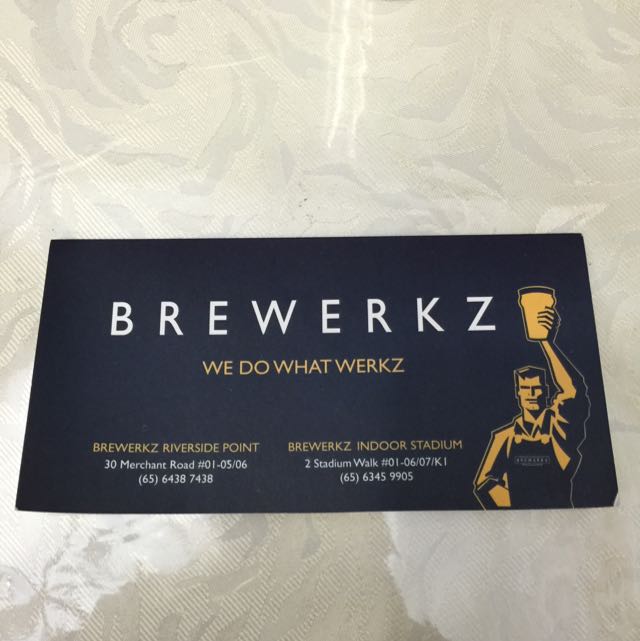 BREWERKZ
WE DO WHAT WERKZ
BREWERKZ RIVERSIDE POINT
30 Merchant Road #01-05/06
(65) 6438 7438
BREWERKZ INDOOR STADIUM
2 Stadium Walk #01-06/07/K1
(65) 6345 9905
BREWERKZ